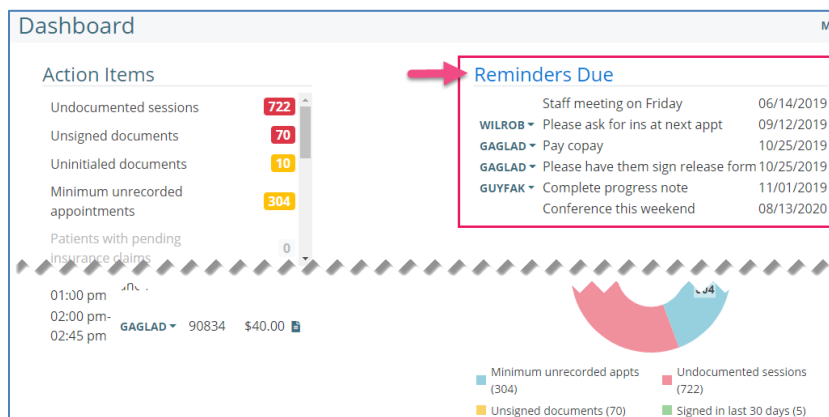 Dashboard
M
Action Items
Undocumented sessions 722
Unsigned documents 70
Uninitialed documents 10
Minimum unrecorded
appointments 304
Patients with pending
insurance claims 0
Reminders Due
Staff meeting on Friday 06/14/2019
WILROB Please ask for ins at next appt 09/12/2019
GAGLAD Pay copay 10/25/2019
GAGLAD Please have them sign release form 10/25/2019
GUYFAK Complete progress note 11/01/2019
Conference this weekend 08/13/2020
01:00 pm
02:00 pm-
02:45 pm GAGLAD 90834 $40.00
Minimum unrecorded appts
(304)
Undocumented sessions
(722)
Unsigned documents (70)
Signed in last 30 days (5)